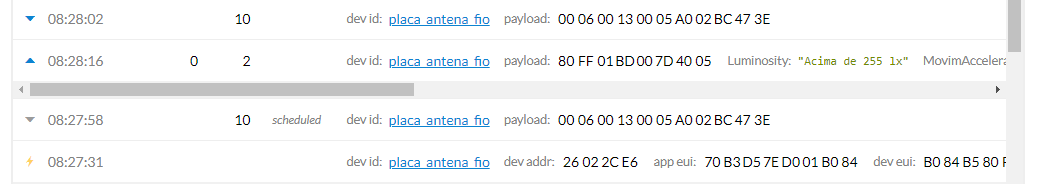 08:28:02 10 dev id: placa_antena_fio payload: 00 06 00 13 00 05 A0 02 BC 47 3E
08:28:16 0 2 dev id: placa_antena_fio payload: 80 FF 01 BD 00 7D 40 05 Luminosity: "Acima de 255 lx" MovimAccelera
08:27:58 10 scheduled dev id: placa_antena_fio payload: 00 06 00 13 00 05 A0 02 BC 47 3E
08:27:31 dev id: placa_antena_fio dev addr: 26 02 2C E6 app eui: 70 B3 D5 7E D0 01 B0 84 dev eui: B0 84 B5 80